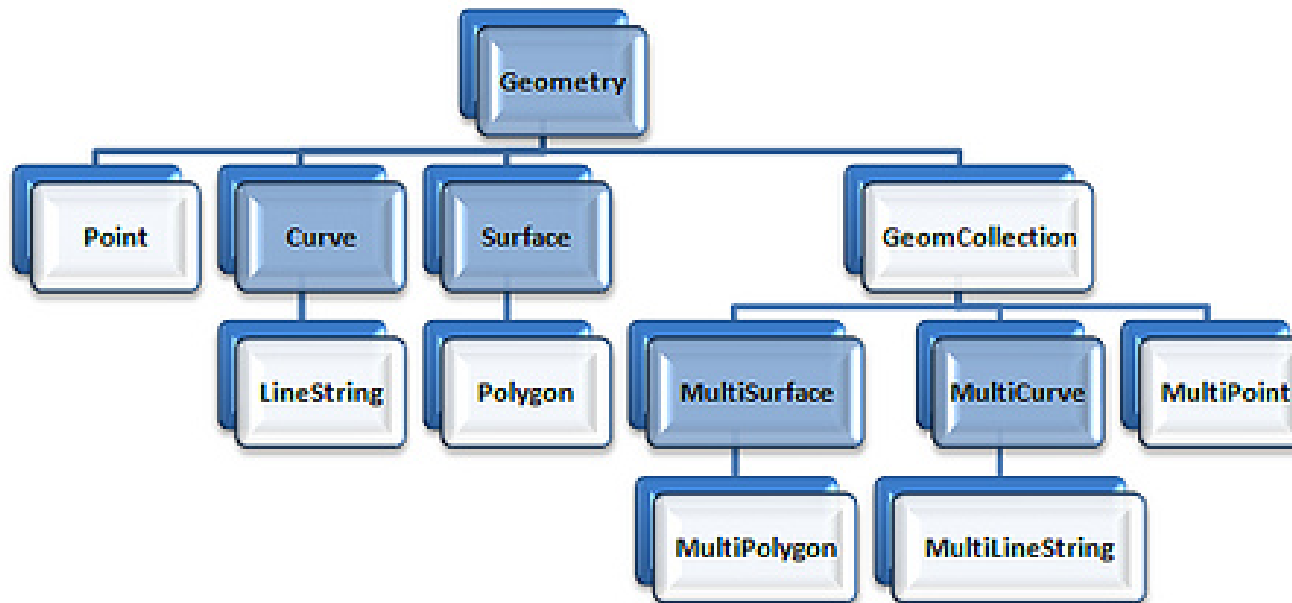 Geometry
Point
Curve
Surface
GeomCollection
LineString
Polygon
MultiSurface
MultiCurve
MultiPoint
MultiPolygon
MultiLineString